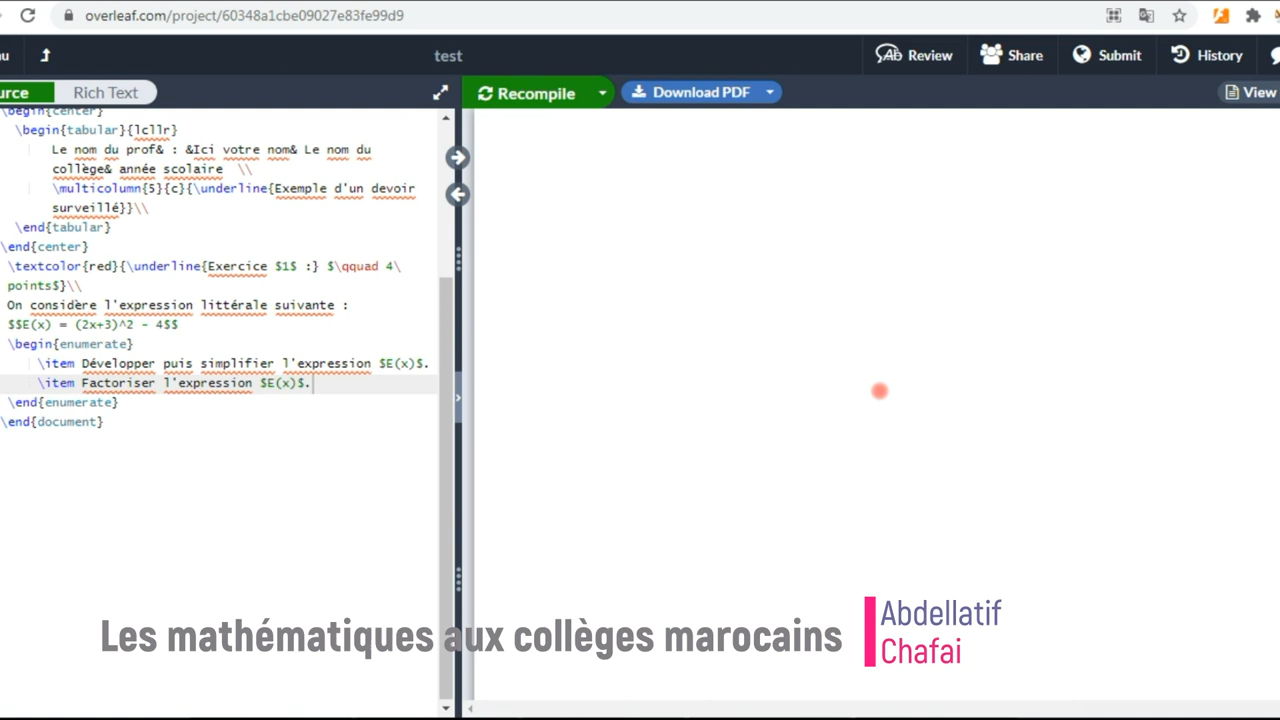 overleaf.com/project/60348a1cbe09027e83fe99d9
nu
test
Review
Share
Submit
History
urce
Rich Text
Recompile
Download PDF
View
\begin{center}
\begin{tabular}{lcllr}
Le nom du prof& : &Ici votre nom& Le nom du
collège& année scolaire \\
\multicolumn{5}{c}{\underline{Exemple d'un devoir
surveillé}}\\
\end{tabular}
\end{center}
\textcolor{red}{\underline{Exercice $1$ :} $\qquad 4\
points$}\\
On considère l'expression littérale suivante :
$$E(x) = (2x+3)^2 - 4$$
\begin{enumerate}
\item Développer puis simplifier l'expression $E(x)$.
\item Factoriser l'expression $E(x)$.
\end{enumerate}
\end{document}
Les mathématiques aux collèges marocains
Abdellatif
Chafai